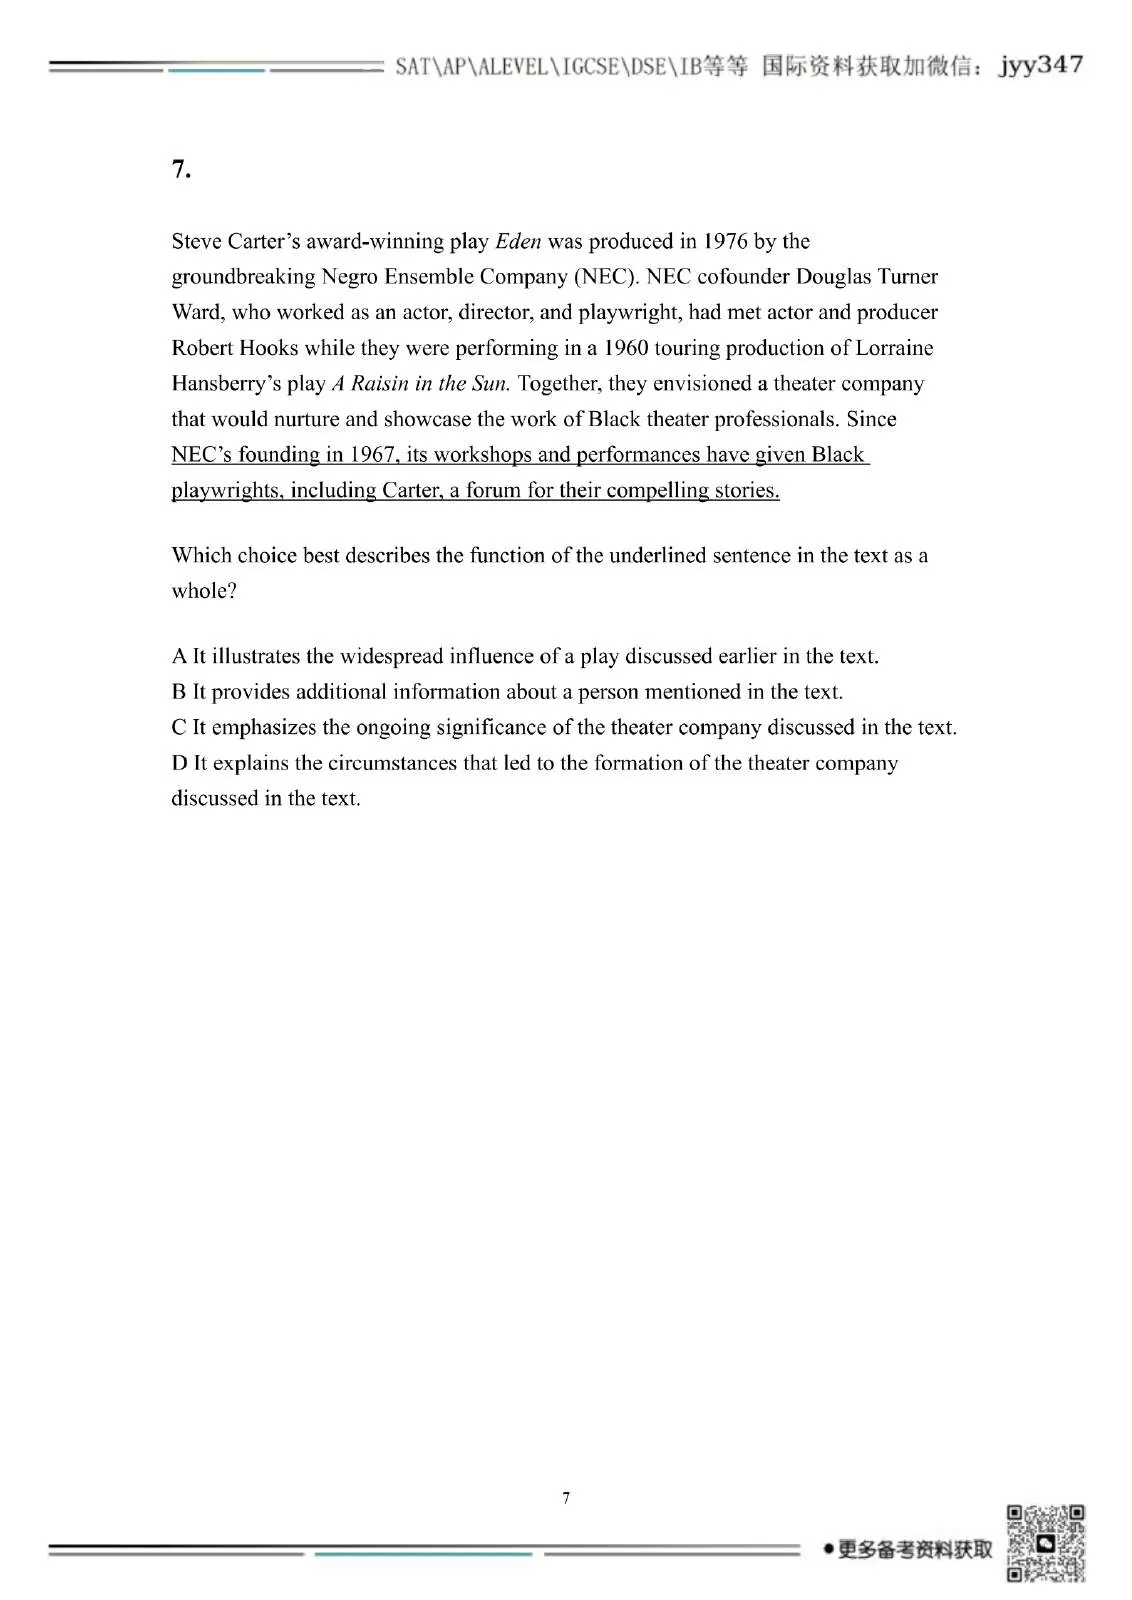 SAT\AP\ALEVEL\IGCSE\DSE\IB等等 国际资料获取加微信：jyy347
7.
Steve Carter’s award-winning play Eden was produced in 1976 by the
groundbreaking Negro Ensemble Company (NEC). NEC cofounder Douglas Turner
Ward, who worked as an actor, director, and playwright, had met actor and producer
Robert Hooks while they were performing in a 1960 touring production of Lorraine
Hansberry’s play A Raisin in the Sun. Together, they envisioned a theater company
that would nurture and showcase the work of Black theater professionals. Since
NEC’s founding in 1967, its workshops and performances have given Black
playwrights, including Carter, a forum for their compelling stories.
Which choice best describes the function of the underlined sentence in the text as a
whole?
A It illustrates the widespread influence of a play discussed earlier in the text.
B It provides additional information about a person mentioned in the text.
C It emphasizes the ongoing significance of the theater company discussed in the text.
D It explains the circumstances that led to the formation of the theater company
discussed in the text.
7
●更多备考资料获取